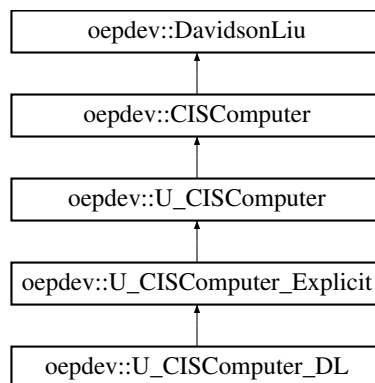 oepdev::DavidsonLiu
oepdev::CISComputer
oepdev::U_CISComputer
oepdev::U_CISComputer_Explicit
oepdev::U_CISComputer_DL